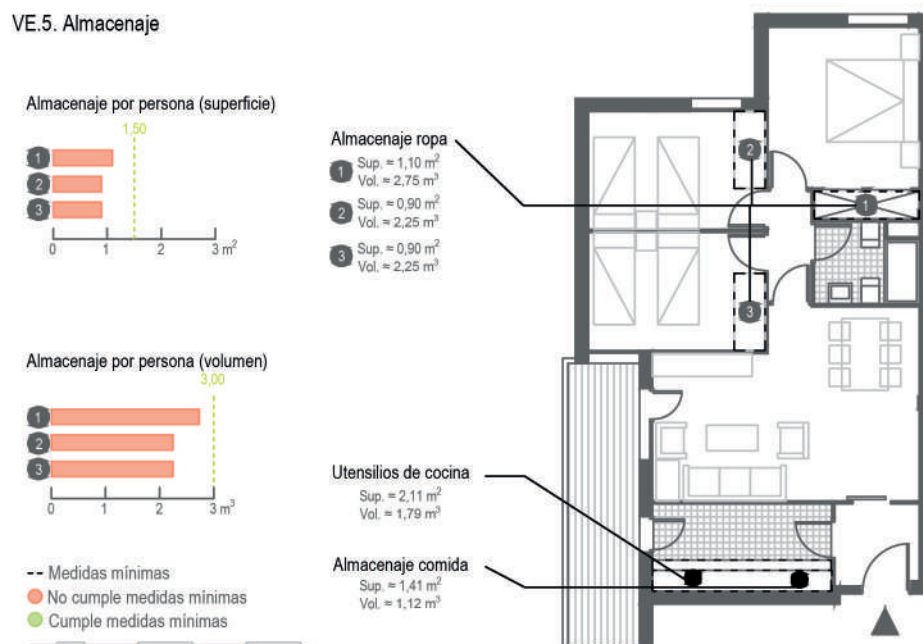 VE.5. Almacenaje
Almacenaje por persona (superficie)
1,50
1
2
3
0 1 2 3 m²
Almacenaje por persona (volumen)
3,00
1
2
3
0 1 2 3 m³
--- Medidas mínimas
No cumple medidas mínimas
Cumple medidas mínimas
Almacenaje ropa
1 Sup. ≈ 1,10 m²
Vol. ≈ 2,75 m³
2 Sup. ≈ 0,90 m²
Vol. ≈ 2,25 m³
3 Sup. ≈ 0,90 m²
Vol. ≈ 2,25 m³
Utensilios de cocina
Sup. ≈ 2,11 m²
Vol. ≈ 1,79 m³
Almacenaje comida
Sup. ≈ 1,41 m²
Vol. ≈ 1,12 m³
2
1
3